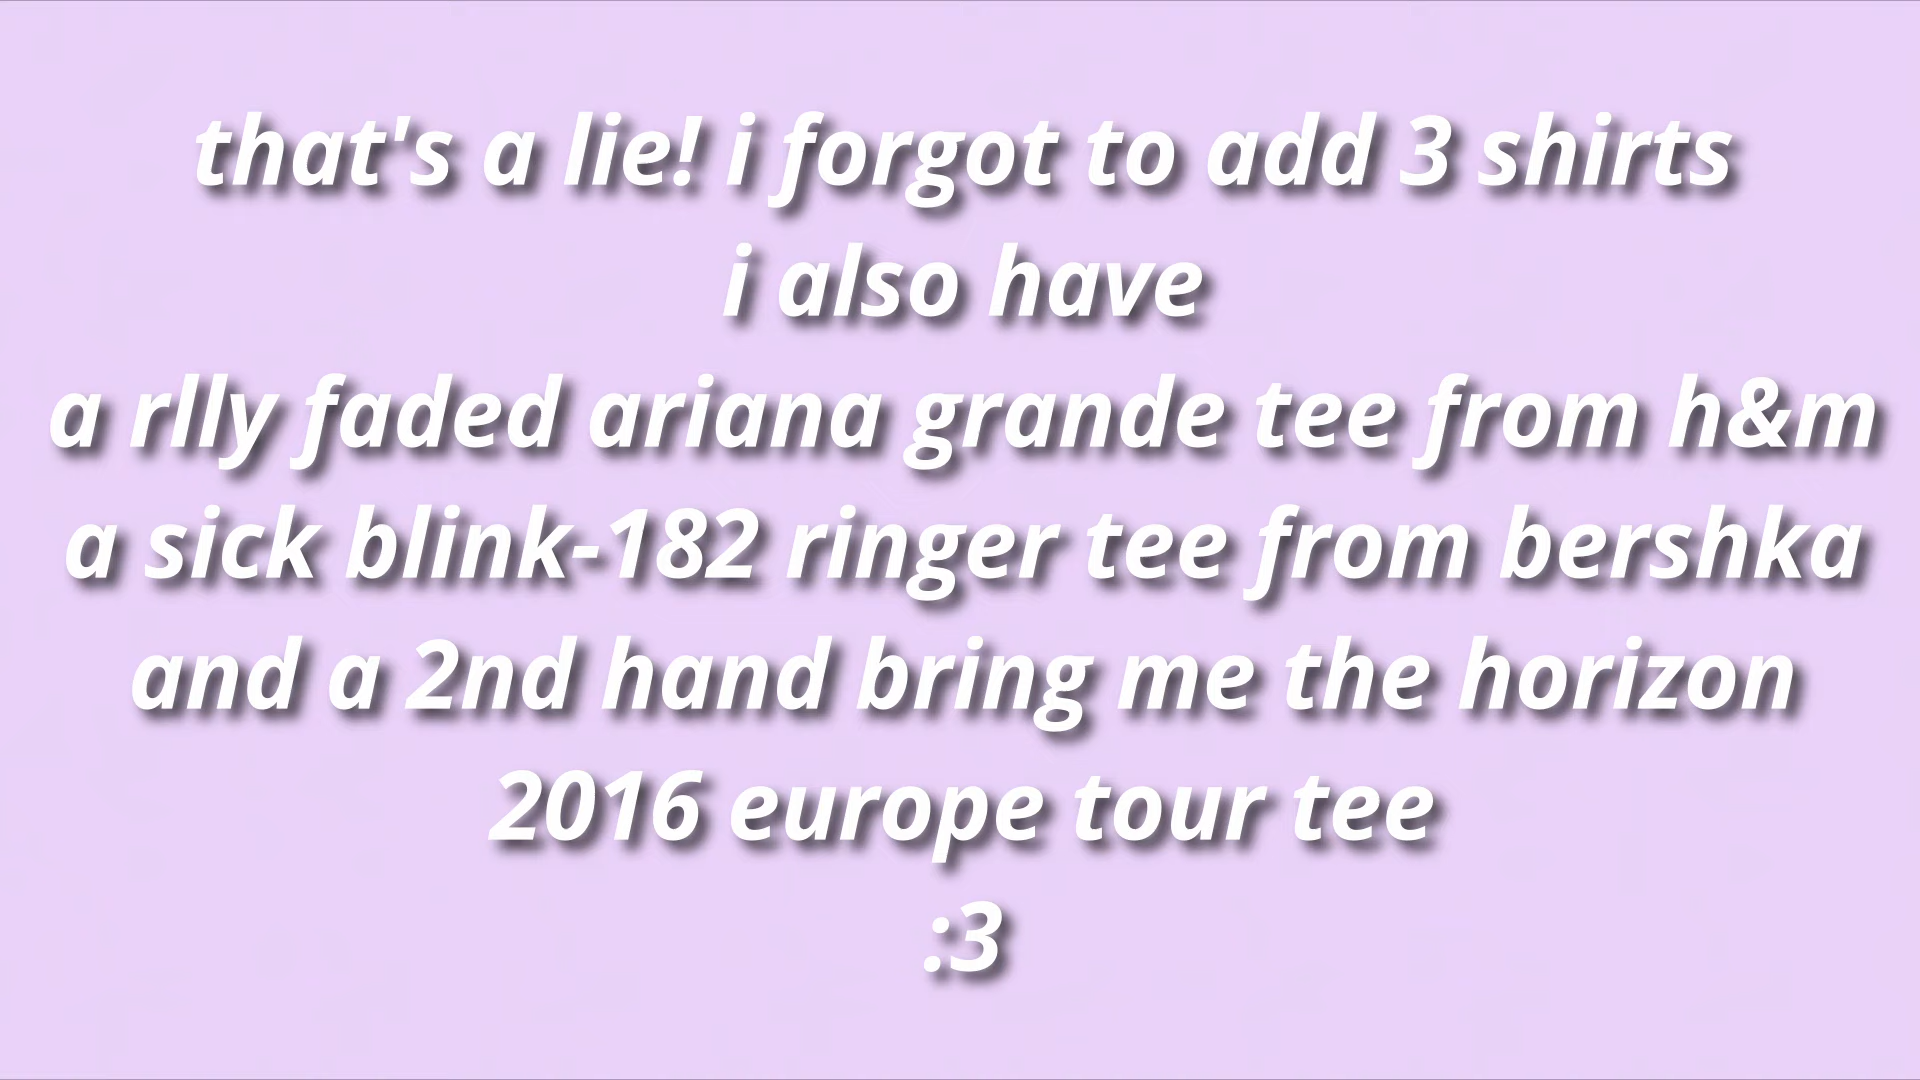 that's a lie! i forgot to add 3 shirts
i also have
a rlly faded ariana grande tee from h&m
a sick blink-182 ringer tee from bershka
and a 2nd hand bring me the horizon
2016 europe tour tee
:3